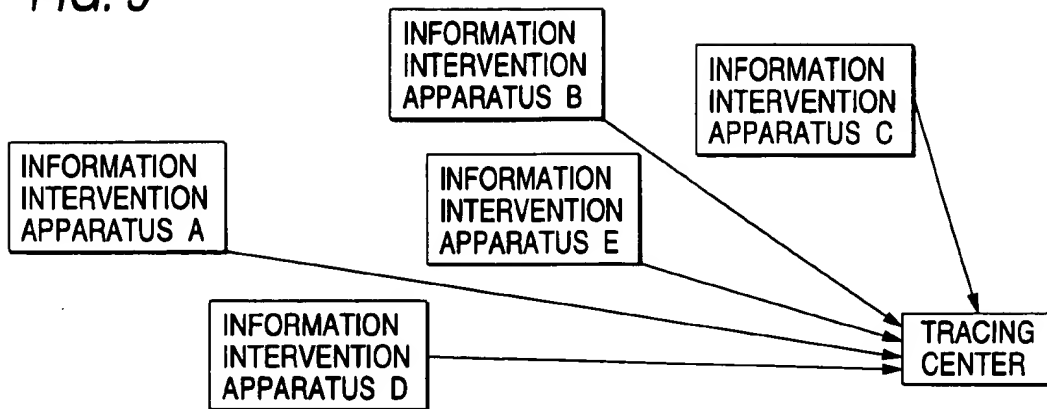 FIG. 9
INFORMATION
INTERVENTION
APPARATUS B
INFORMATION
INTERVENTION
APPARATUS C
INFORMATION
INTERVENTION
APPARATUS A
INFORMATION
INTERVENTION
APPARATUS E
INFORMATION
INTERVENTION
APPARATUS D
TRACING
CENTER